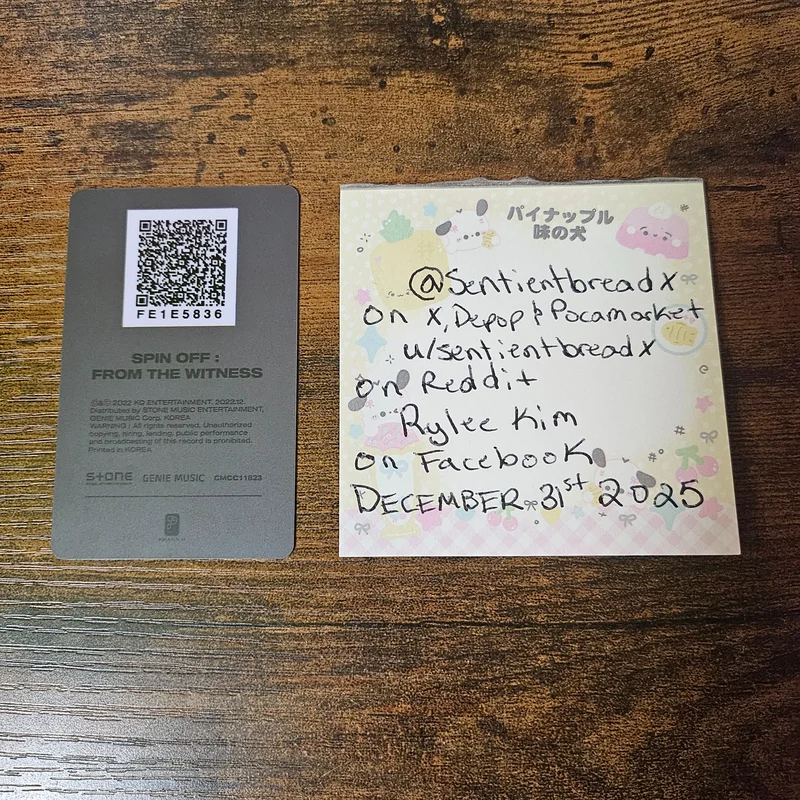 FE1E5836
SPIN OFF :
FROM THE WITNESS
2022 KQ ENTERTAINMENT, 2022.12.
Distributed by STONE MUSIC ENTERTAINMENT,
GENIE MUSIC Corp. KOREA
WARNING / All rights reserved. Unauthorized
copying, hiring, lending, public performance
and broadcasting of this record is prohibited.
Printed in KOREA
STONE GENIE MUSIC CMCC11823
パイナップル
味の犬
@Sentientbreadx
on X, Depop & Pocamarket
u/sentientbreadx
on Reddit
Rylee Kim
on Facebook
DECEMBER 31st 2025